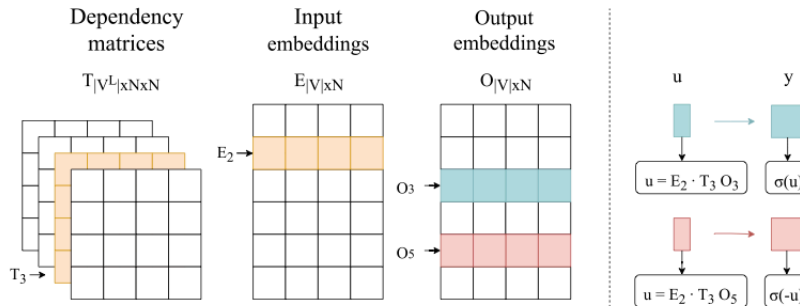 Dependency
matrices
T|Vᴸ|xNxN
Input
embeddings
E|V|xN
Output
embeddings
O|V|xN
u
y
E₂
O₃
O₅
T₃
u = E₂ · T₃ O₃
σ(u)
u = E₂ · T₃ O₅
σ(-u)